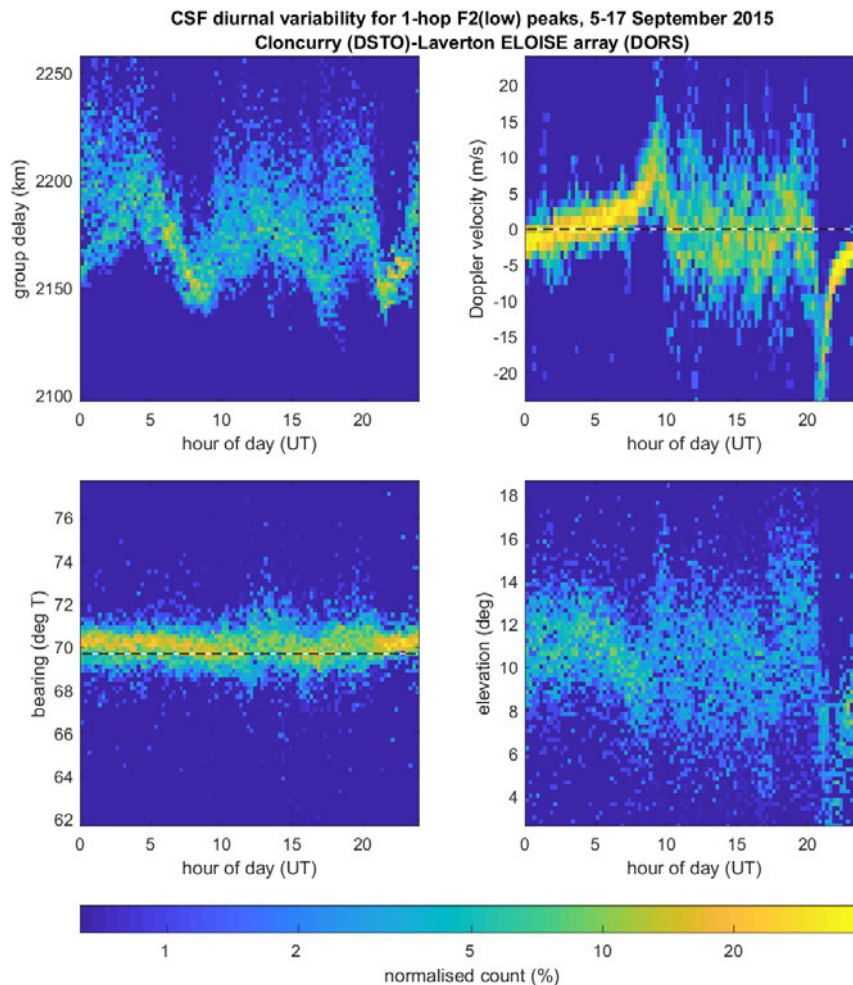 CSF diurnal variability for 1-hop F2(low) peaks, 5-17 September 2015
Cloncurry (DSTO)-Laverton ELOISE array (DORS)
group delay (km)
2250
2200
2150
2100
0 5 10 15 20
hour of day (UT)
Doppler velocity (m/s)
20
15
10
5
0
-5
-10
-15
-20
0 5 10 15 20
hour of day (UT)
bearing (deg T)
76
74
72
70
68
66
64
62
0 5 10 15 20
hour of day (UT)
elevation (deg)
18
16
14
12
10
8
6
4
0 5 10 15 20
hour of day (UT)
1 2 5 10 20
normalised count (%)